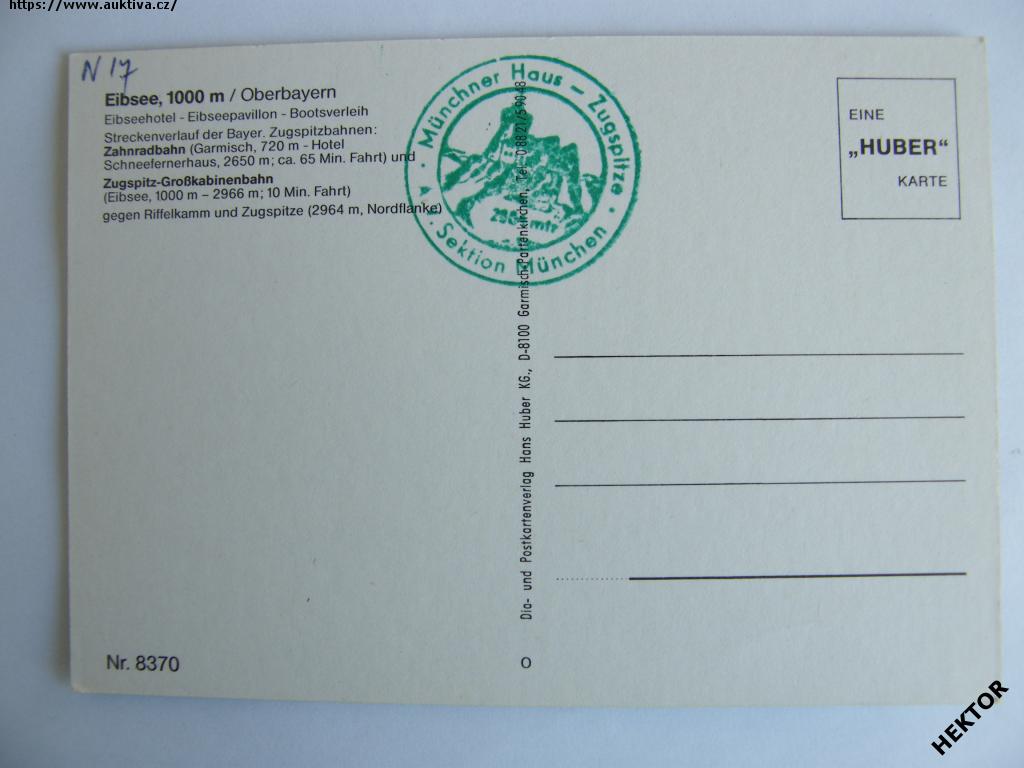 https://www.auktiva.cz/
N 17
Eibsee, 1000 m / Oberbayern
Eibseehotel - Eibseepavillon - Bootsverleih
Streckenverlauf der Bayer. Zugspitzbahnen:
Zahnradbahn (Garmisch, 720 m - Hotel
Schneefernerhaus, 2650 m; ca. 65 Min. Fahrt) und
Zugspitz-Großkabinenbahn
(Eibsee, 1000 m – 2966 m; 10 Min. Fahrt)
gegen Riffelkamm und Zugspitze (2964 m, Nordflanke)
Münchner Haus – Zugspitze
Sektion München
mtr
EINE
„HUBER“
KARTE
Dia- und Postkartenverlag Hans Huber KG., D-8100 Garmisch-Partenkirchen, Tel. 08821/59048
Nr. 8370
O
HEKTOR